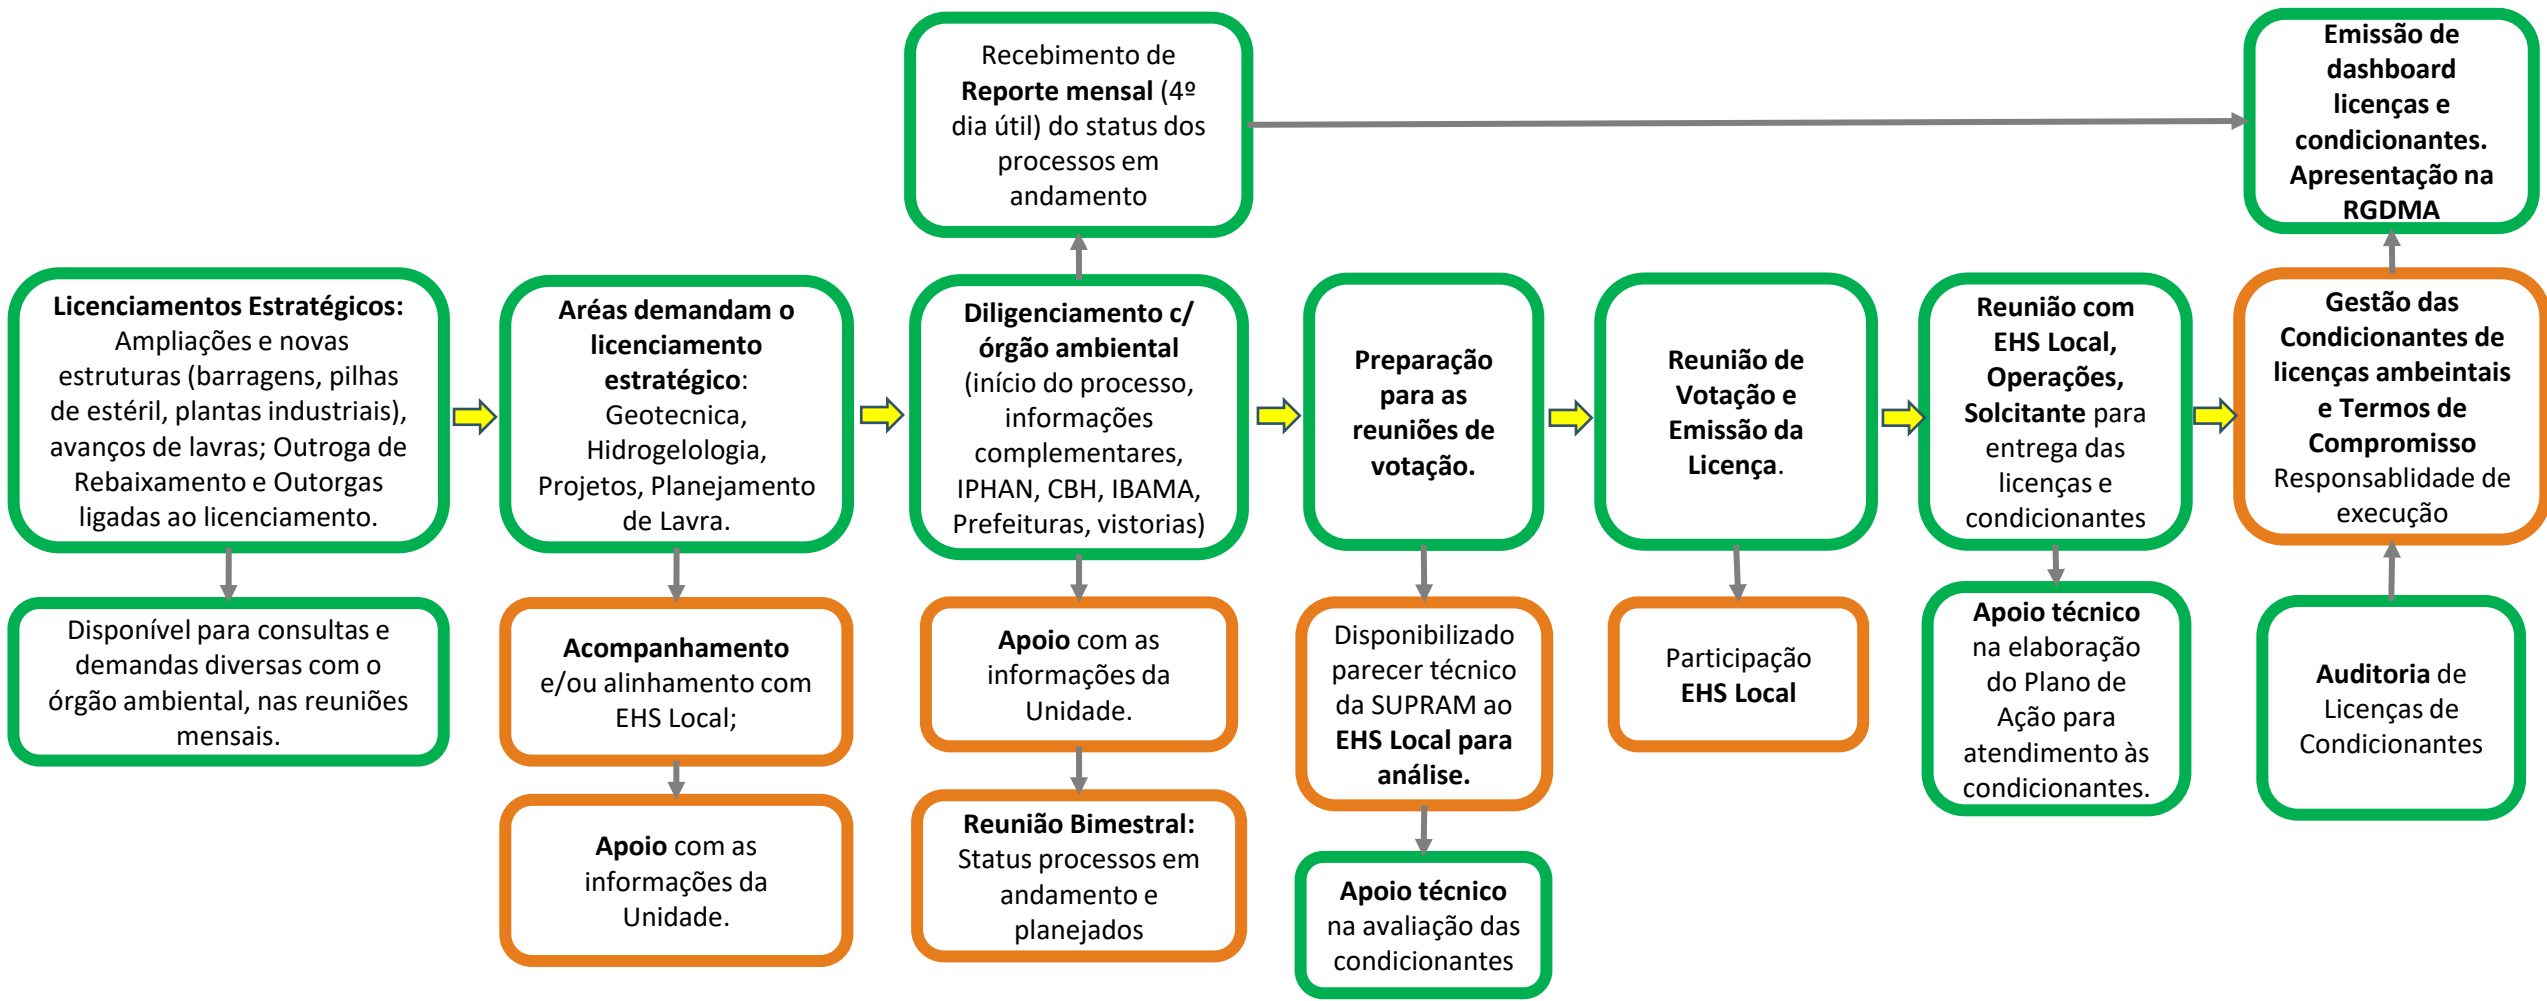 Recebimento de
Reporte mensal (4º
dia útil) do status dos
processos em
andamento
Emissão de
dashboard
licenças e
condicionantes.
Apresentação na
RGDMA
Licenciamentos Estratégicos:
Ampliações e novas
estruturas (barragens, pilhas
de estéril, plantas industriais),
avanços de lavras; Outroga de
Rebaixamento e Outorgas
ligadas ao licenciamento.
Aréas demandam o
licenciamento
estratégico:
Geotecnica,
Hidrogelologia,
Projetos, Planejamento
de Lavra.
Diligenciamento c/
órgão ambiental
(início do processo,
informações
complementares,
IPHAN, CBH, IBAMA,
Prefeituras, vistorias)
Preparação
para as
reuniões de
votação.
Reunião de
Votação e
Emissão da
Licença.
Reunião com
EHS Local,
Operações,
Solcitante para
entrega das
licenças e
condicionantes
Gestão das
Condicionantes de
licenças ambeintais
e Termos de
Compromisso
Responsablidade de
execução
Disponível para consultas e
demandas diversas com o
órgão ambiental, nas reuniões
mensais.
Acompanhamento
e/ou alinhamento com
EHS Local;
Apoio com as
informações da
Unidade.
Disponibilizado
parecer técnico
da SUPRAM ao
EHS Local para
análise.
Participação
EHS Local
Apoio técnico
na elaboração
do Plano de
Ação para
atendimento às
condicionantes.
Auditoria de
Licenças de
Condicionantes
Apoio com as
informações da
Unidade.
Reunião Bimestral:
Status processos em
andamento e
planejados
Apoio técnico
na avaliação das
condicionantes